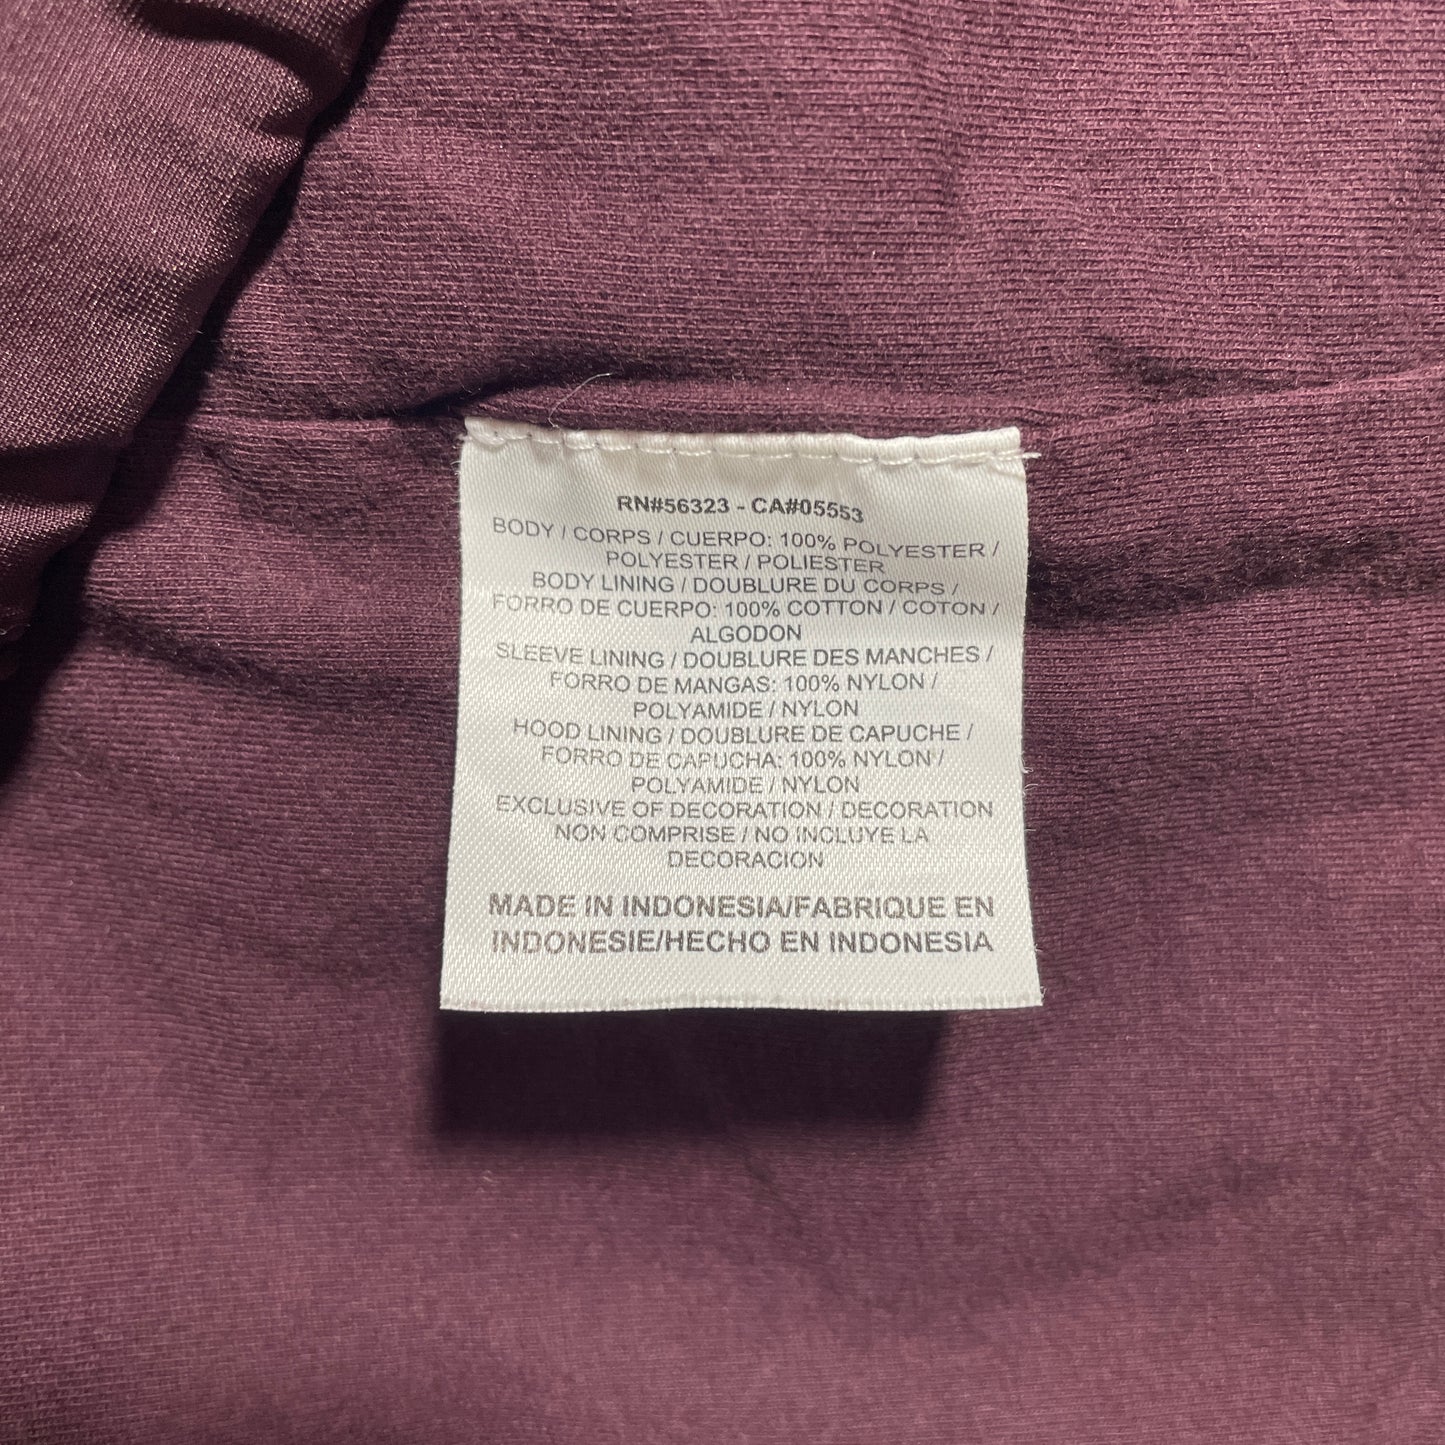 RN#56323 - CA#05553
BODY / CORPS / CUERPO: 100% POLYESTER /
POLYESTER / POLIESTER
BODY LINING / DOUBLURE DU CORPS /
FORRO DE CUERPO: 100% COTTON / COTON /
ALGODON
SLEEVE LINING / DOUBLURE DES MANCHES /
FORRO DE MANGAS: 100% NYLON /
POLYAMIDE / NYLON
HOOD LINING / DOUBLURE DE CAPUCHE /
FORRO DE CAPUCHA: 100% NYLON /
POLYAMIDE / NYLON
EXCLUSIVE OF DECORATION / DECORATION
NON COMPRISE / NO INCLUYE LA
DECORACION
MADE IN INDONESIA/FABRIQUE EN
INDONESIE/HECHO EN INDONESIA